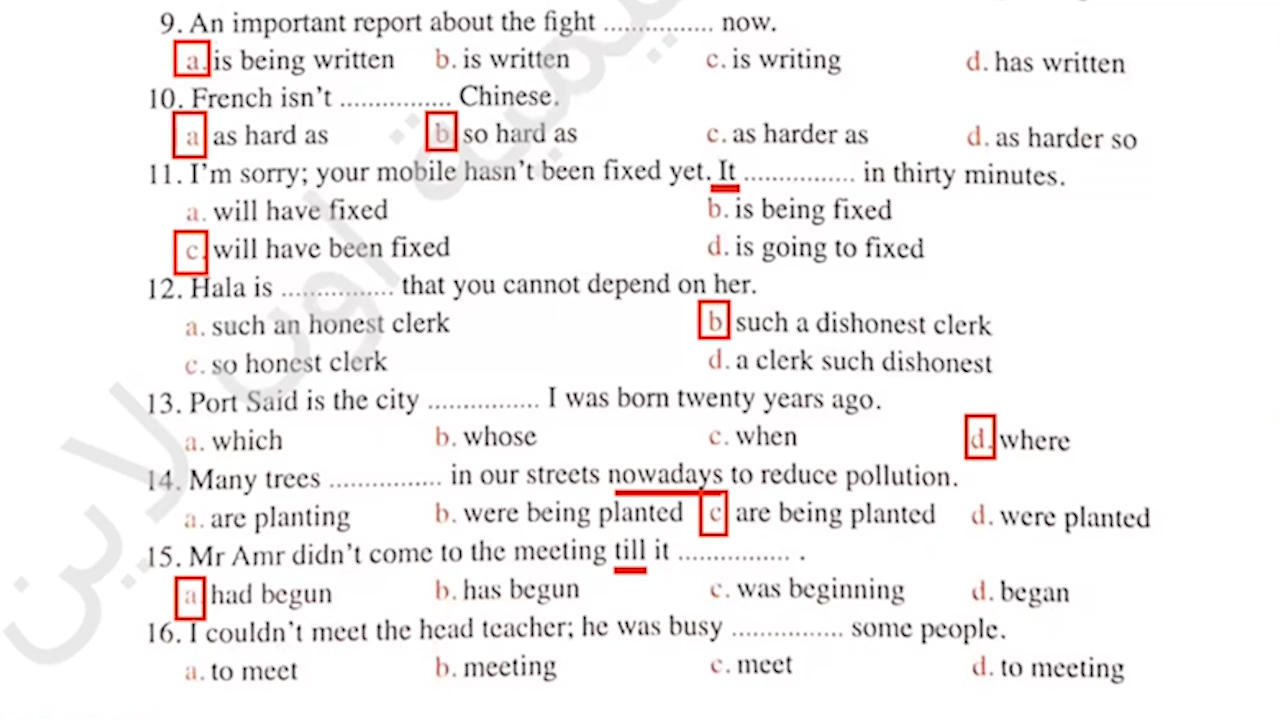 9. An important report about the fight ................ now.
a. is being written b. is written c. is writing d. has written
10. French isn't ................ Chinese.
a as hard as b so hard as c. as harder as d. as harder so
11. I'm sorry; your mobile hasn't been fixed yet. It ................ in thirty minutes.
a. will have fixed b. is being fixed
c. will have been fixed d. is going to fixed
12. Hala is ................ that you cannot depend on her.
a. such an honest clerk b such a dishonest clerk
c. so honest clerk d. a clerk such dishonest
13. Port Said is the city ................ I was born twenty years ago.
a. which b. whose c. when d. where
14. Many trees ................ in our streets nowadays to reduce pollution.
a. are planting b. were being planted c are being planted d. were planted
15. Mr Amr didn't come to the meeting till it ................ .
a had begun b. has begun c. was beginning d. began
16. I couldn't meet the head teacher; he was busy ................ some people.
a. to meet b. meeting c. meet d. to meeting
اون لاين